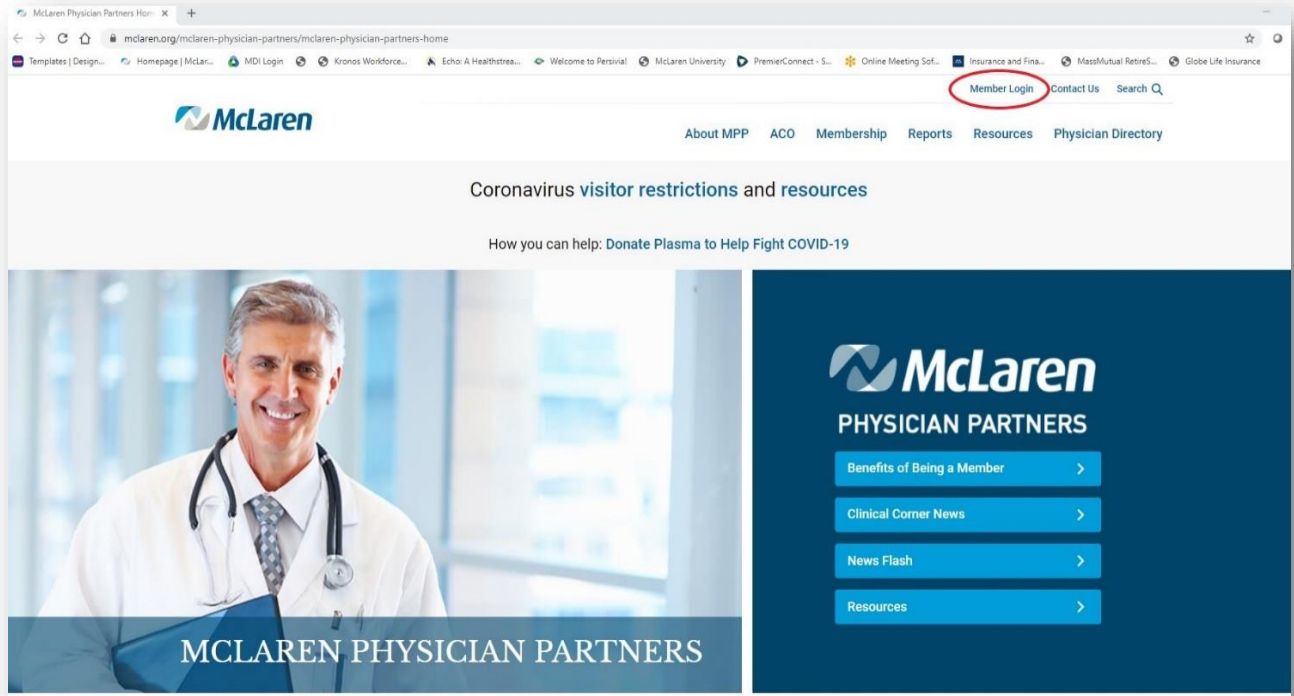 McLaren Physician Partners Hom
mclaren.org/mclaren-physician-partners/mclaren-physician-partners-home
Templates | Design... Homepage | McLar... MDI Login Kronos Workforce... Echo: A Healthstrea... Welcome to Persivia! McLaren University PremierConnect - S... Online Meeting Sof... Insurance and Fina... MassMutual RetireS... Globe Life Insurance
Member Login Contact Us Search
McLaren
About MPP ACO Membership Reports Resources Physician Directory
Coronavirus visitor restrictions and resources
How you can help: Donate Plasma to Help Fight COVID-19
McLaren
PHYSICIAN PARTNERS
Benefits of Being a Member
Clinical Corner News
News Flash
Resources
MCLAREN PHYSICIAN PARTNERS